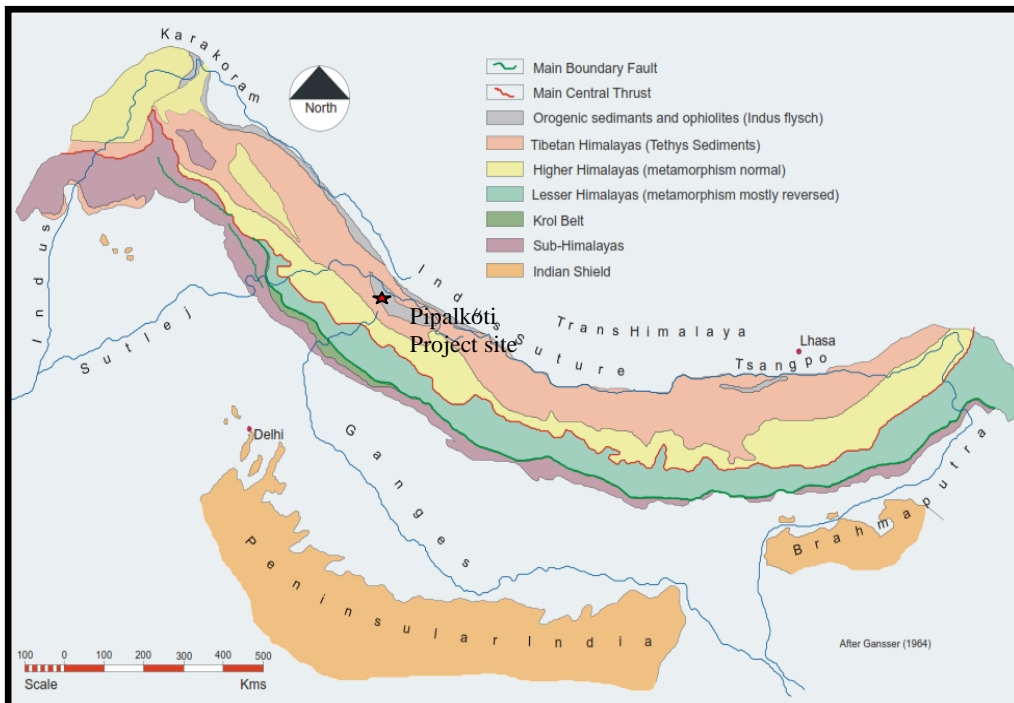 Karakoram
North
Main Boundary Fault
Main Central Thrust
Orogenic sedimants and ophiolites (Indus flysch)
Tibetan Himalayas (Tethys Sediments)
Higher Himalayas (metamorphism normal)
Lesser Himalayas (metamorphism mostly reversed)
Krol Belt
Sub-Himalayas
Indian Shield
Indus
Sutlej
Indus Suture
Pipalkoti
Project site
TransHimalaya
Lhasa
Tsangpo
Delhi
Ganges
Brahmaputra
Peninsular India
After Gansser (1964)
100 0 100 200 300 400 500
Scale Kms